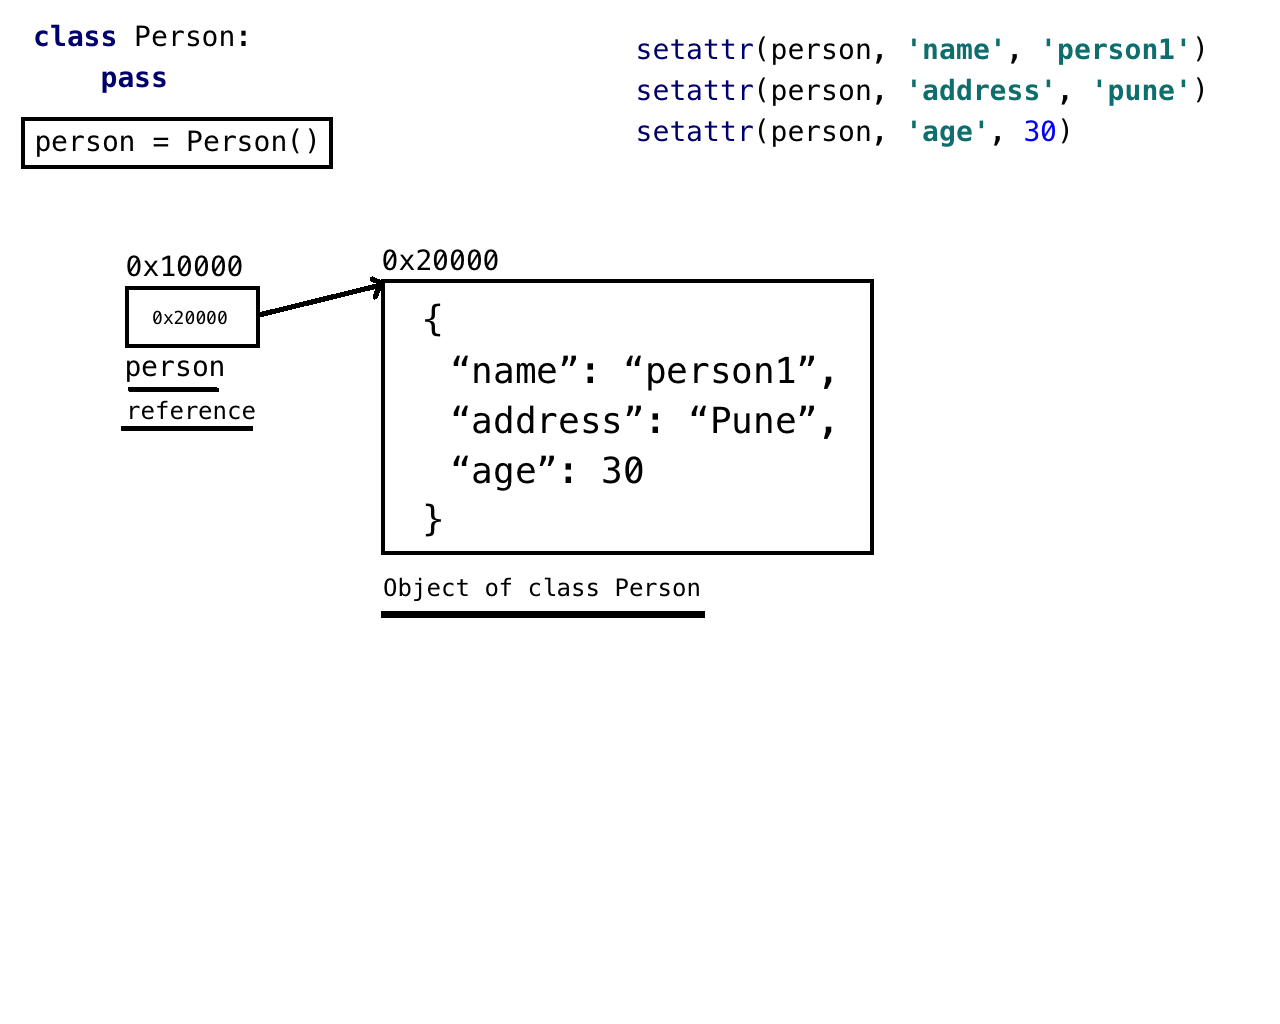 class Person:
    pass
person = Person()
setattr(person, 'name', 'person1')
setattr(person, 'address', 'pune')
setattr(person, 'age', 30)
0x10000
0x20000
person
reference
0x20000
{
“name”: “person1”,
“address”: “Pune”,
“age”: 30
}
Object of class Person